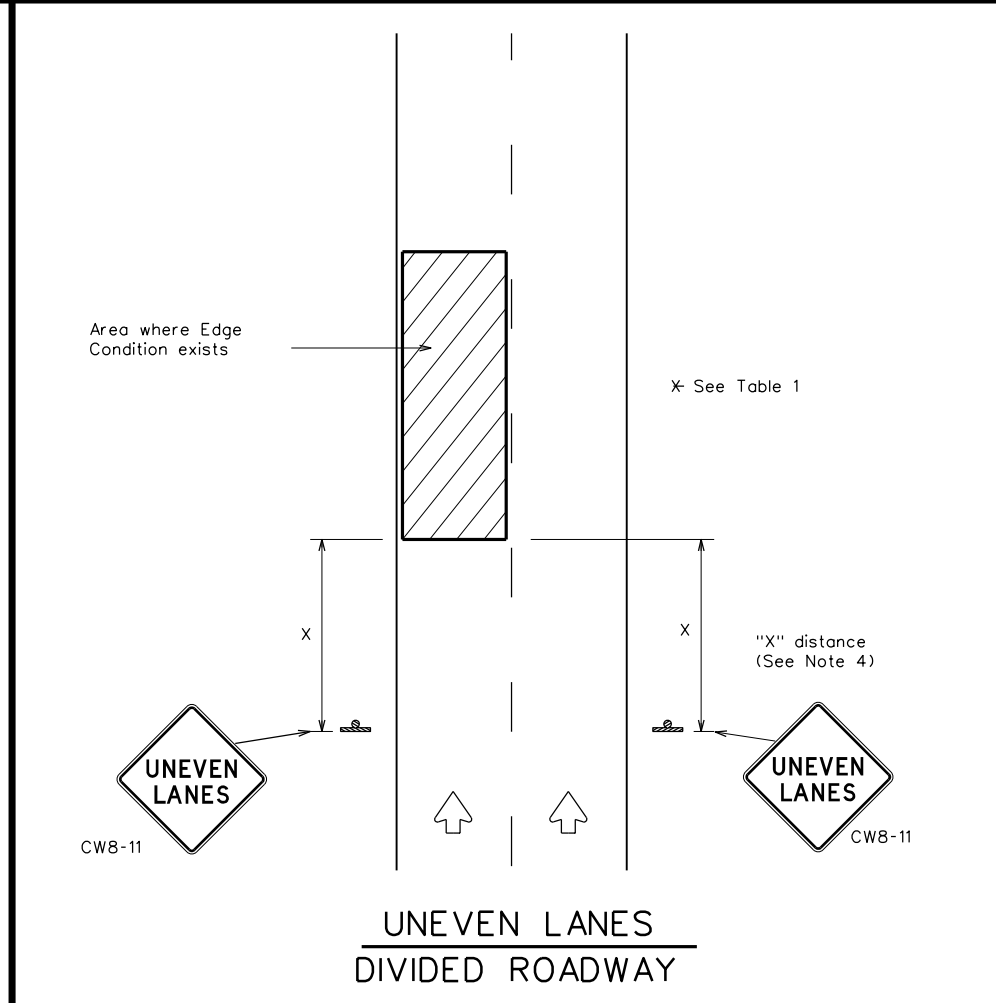 Area where Edge
Condition exists
X See Table 1
X
X
"X" distance
(See Note 4)
UNEVEN
LANES
CW8-11
UNEVEN
LANES
CW8-11
UNEVEN LANES
DIVIDED ROADWAY